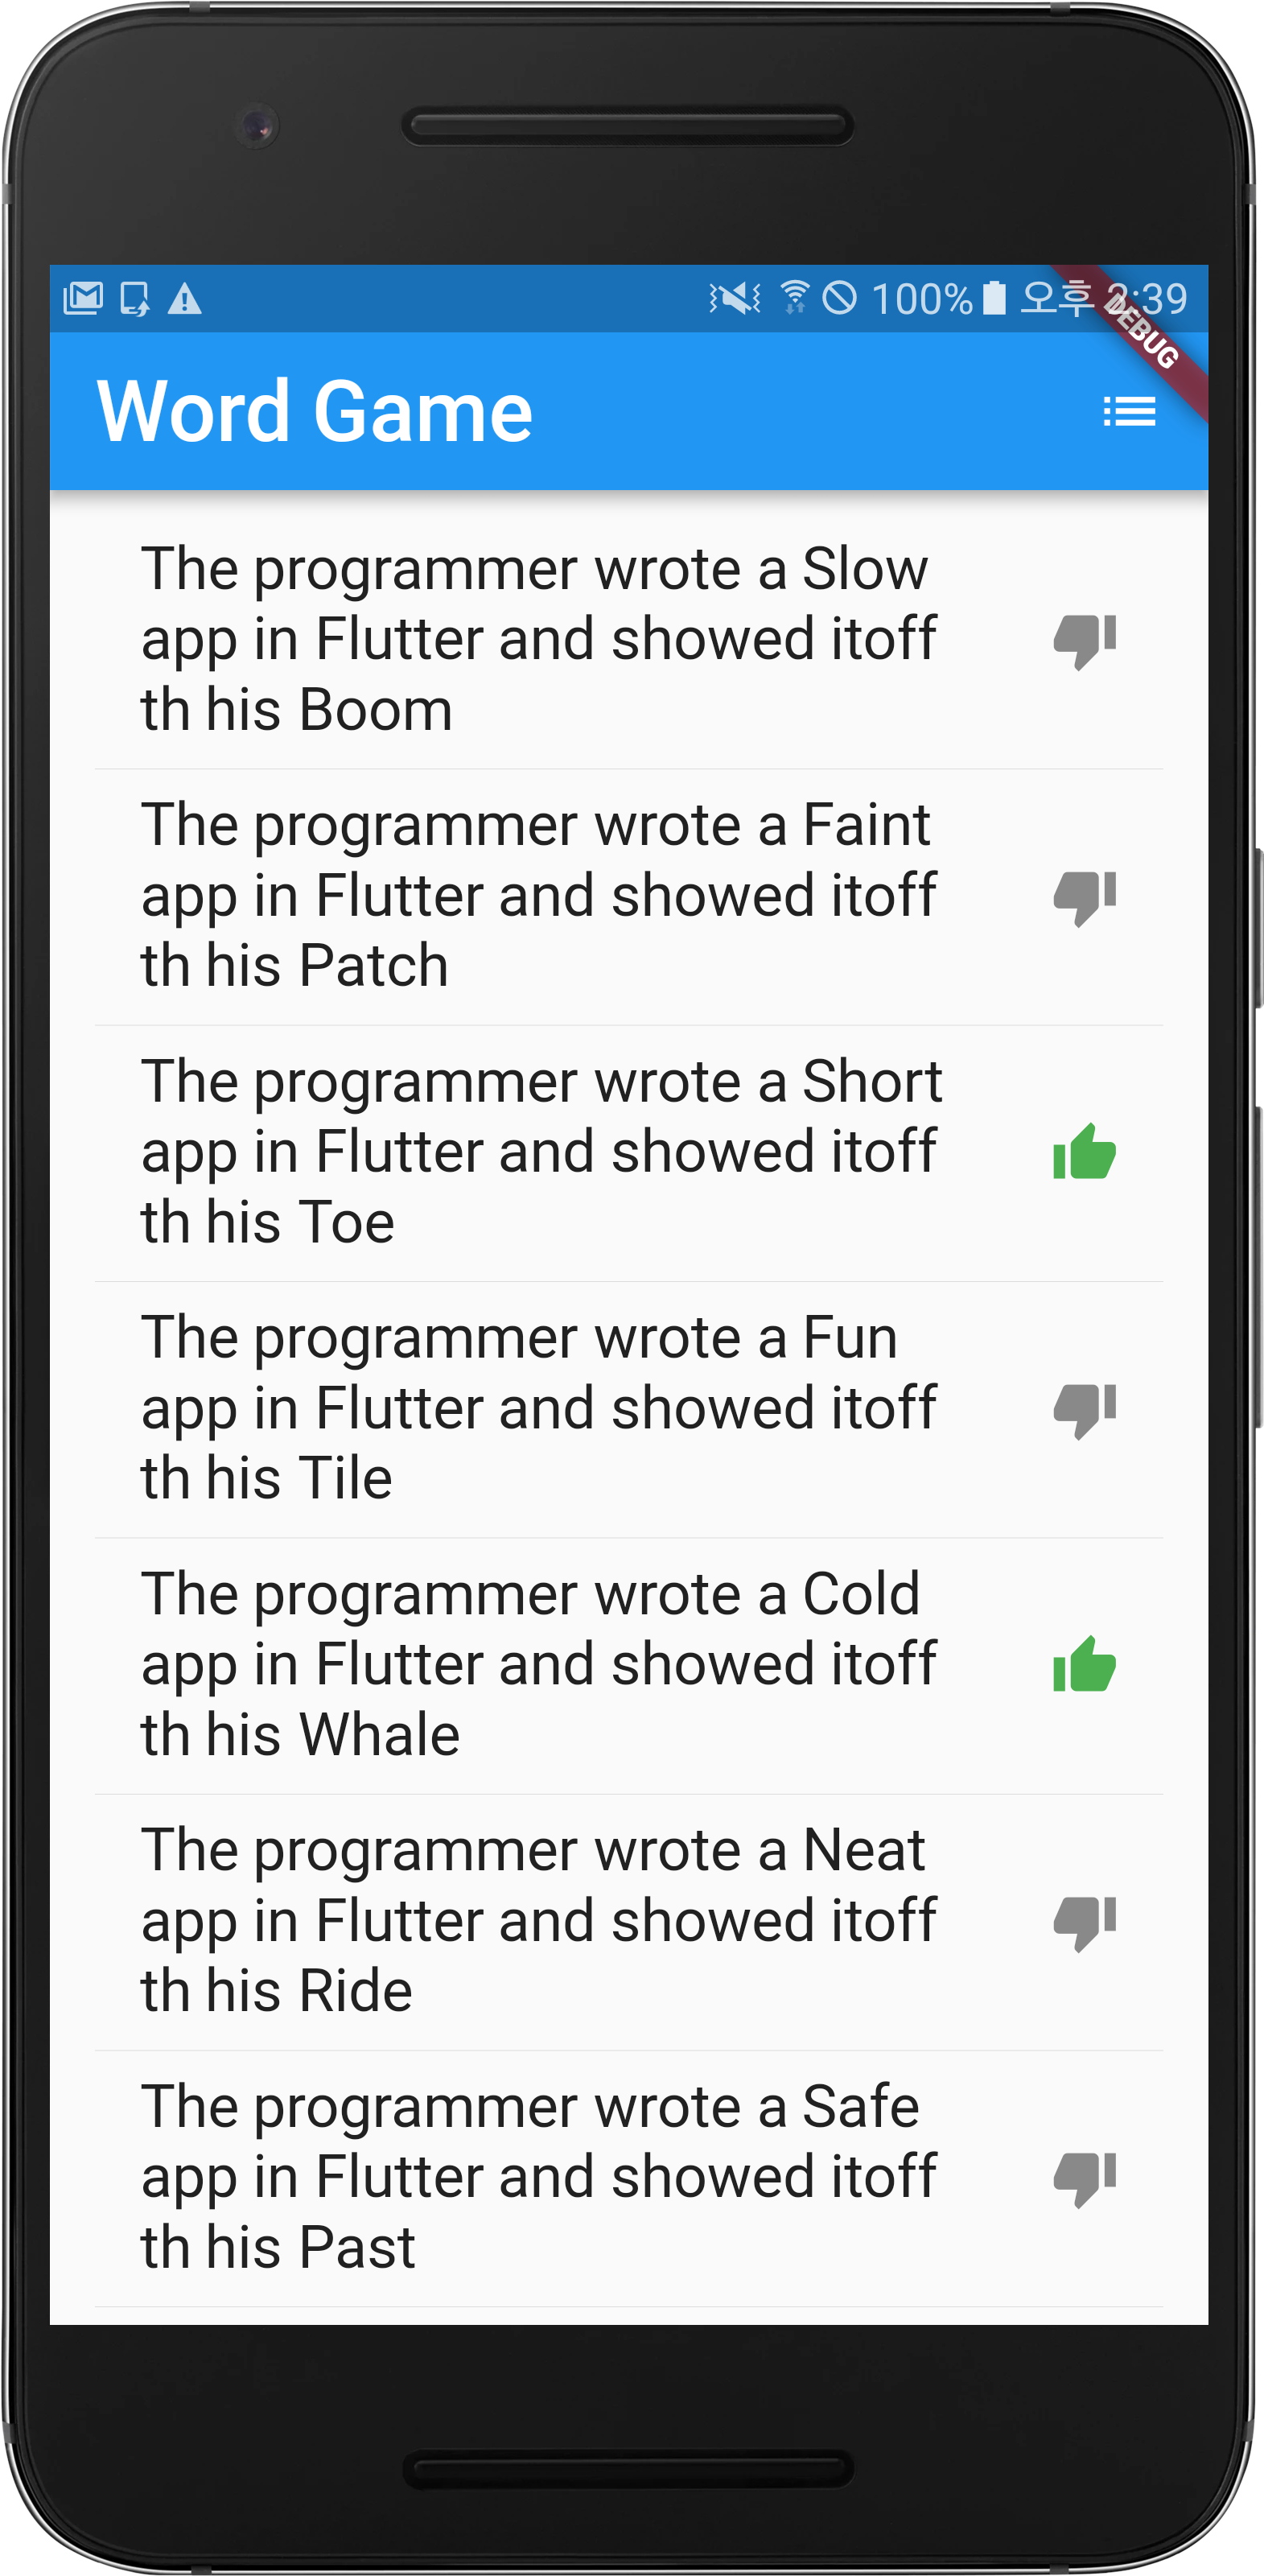 100% 오후 2:39
DEBUG
Word Game
The programmer wrote a Slow
app in Flutter and showed itoff
th his Boom
The programmer wrote a Faint
app in Flutter and showed itoff
th his Patch
The programmer wrote a Short
app in Flutter and showed itoff
th his Toe
The programmer wrote a Fun
app in Flutter and showed itoff
th his Tile
The programmer wrote a Cold
app in Flutter and showed itoff
th his Whale
The programmer wrote a Neat
app in Flutter and showed itoff
th his Ride
The programmer wrote a Safe
app in Flutter and showed itoff
th his Past